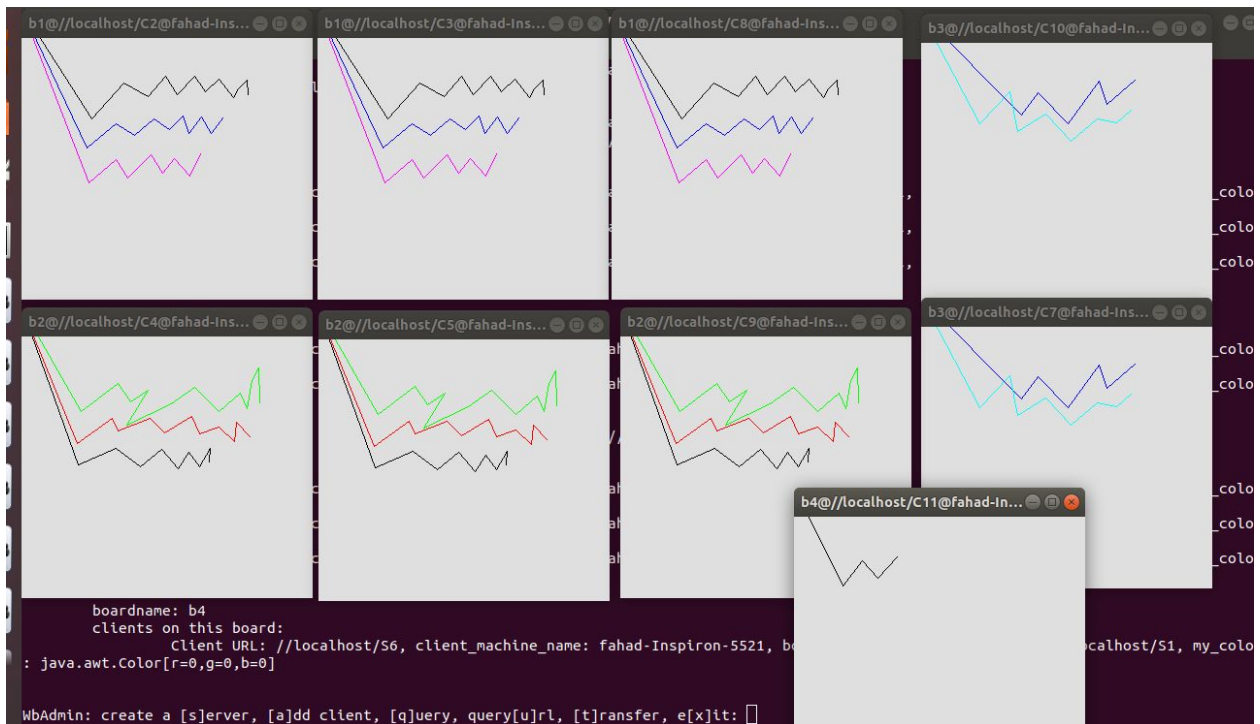 b1@//localhost/C2@fahad-Ins...
b1@//localhost/C3@fahad-Ins...
b1@//localhost/C8@fahad-Ins...
b3@//localhost/C10@fahad-In...
, _colo
, _colo
, _colo
b2@//localhost/C4@fahad-Ins...
b2@//localhost/C5@fahad-Ins...
b2@//localhost/C9@fahad-Ins...
b3@//localhost/C7@fahad-Ins...
_colo
_colo
b4@//localhost/C11@fahad-In...
_colo
_colo
_colo
boardname: b4
clients on this board:
Client URL: //localhost/S6, client_machine_name: fahad-Inspiron-5521, bo ocalhost/S1, my_colo
: java.awt.Color[r=0,g=0,b=0]
WbAdmin: create a [s]erver, [a]dd client, [q]uery, query[u]rl, [t]ransfer, e[x]it: